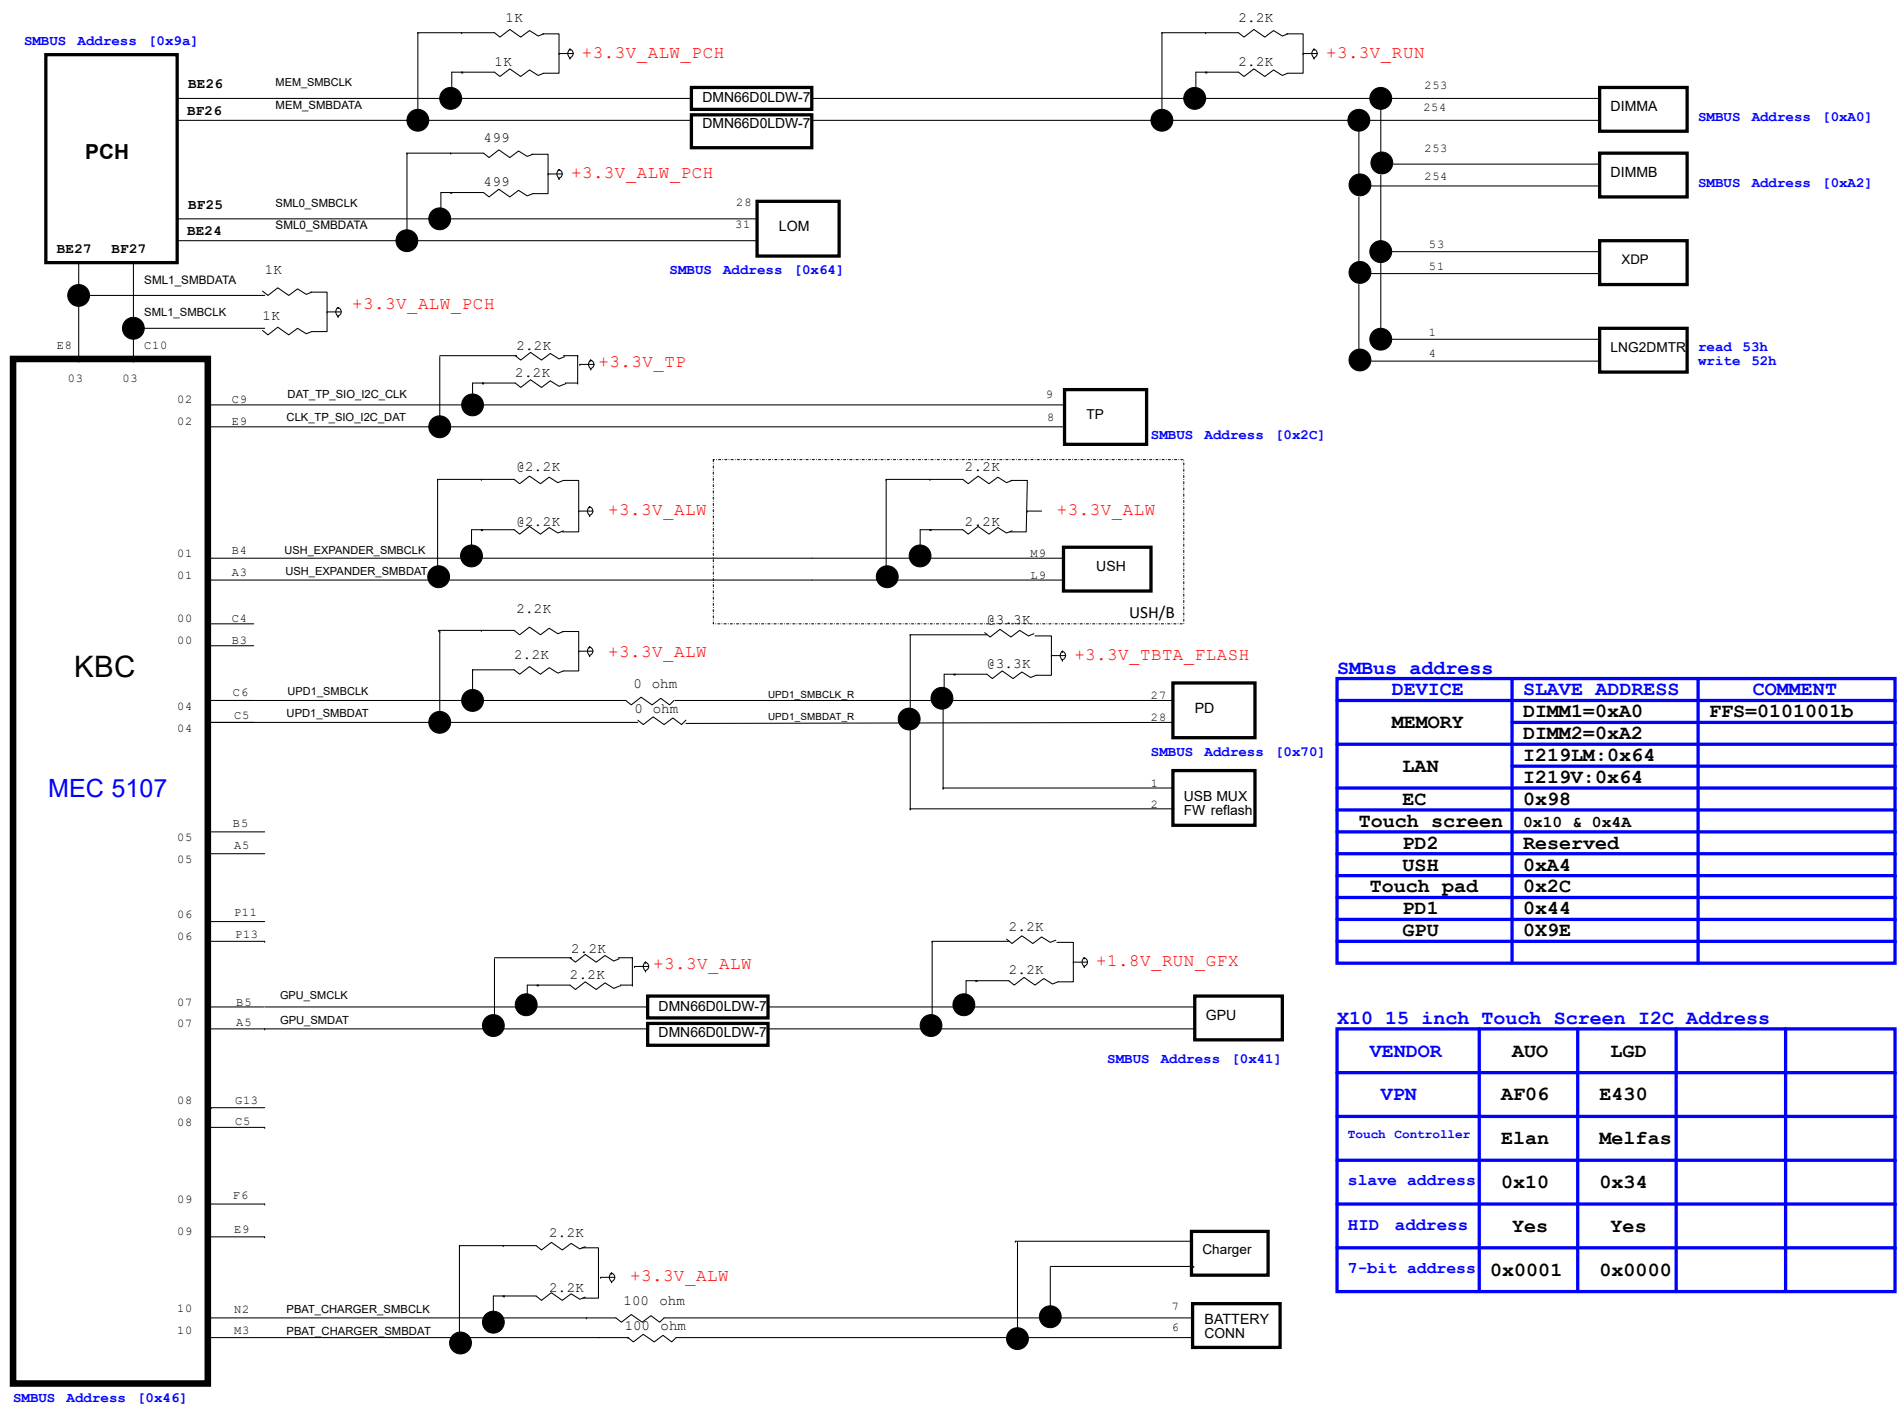 SMBUS Address [0x9a]
PCH
BE26
MEM_SMBCLK
BF26
MEM_SMBDATA
1K
1K
+3.3V_ALW_PCH
DMN66D0LDW-7
DMN66D0LDW-7
2.2K
2.2K
+3.3V_RUN
253
254
DIMMA
SMBUS Address [0xA0]
253
254
DIMMB
SMBUS Address [0xA2]
53
51
XDP
1
4
LNG2DMTR
read 53h
write 52h
499
499
+3.3V_ALW_PCH
BF25
SML0_SMBCLK
BE24
SML0_SMBDATA
28
31
LOM
SMBUS Address [0x64]
BE27
BF27
SML1_SMBDATA
1K
SML1_SMBCLK
1K
+3.3V_ALW_PCH
E8
C10
03
03
KBC
MEC 5107
02
C9
DAT_TP_SIO_I2C_CLK
02
E9
CLK_TP_SIO_I2C_DAT
2.2K
2.2K
+3.3V_TP
9
8
TP
SMBUS Address [0x2C]
@2.2K
@2.2K
+3.3V_ALW
01
B4
USH_EXPANDER_SMBCLK
01
A3
USH_EXPANDER_SMBDAT
2.2K
2.2K
+3.3V_ALW
M9
L9
USH
USH/B
00
C4
00
B3
2.2K
2.2K
+3.3V_ALW
04
C6
UPD1_SMBCLK
04
C5
UPD1_SMBDAT
0 ohm
0 ohm
UPD1_SMBCLK_R
UPD1_SMBDAT_R
@3.3K
@3.3K
+3.3V_TBTA_FLASH
27
28
PD
SMBUS Address [0x70]
1
2
USB MUX
FW reflash
05
B5
05
A5
06
P11
06
P13
2.2K
2.2K
+3.3V_ALW
07
B5
GPU_SMCLK
07
A5
GPU_SMDAT
DMN66D0LDW-7
DMN66D0LDW-7
2.2K
2.2K
+1.8V_RUN_GFX
GPU
SMBUS Address [0x41]
08
G13
08
C5
09
F6
09
E9
2.2K
2.2K
+3.3V_ALW
10
N2
PBAT_CHARGER_SMBCLK
10
M3
PBAT_CHARGER_SMBDAT
100 ohm
100 ohm
Charger
7
6
BATTERY
CONN
SMBUS Address [0x46]
SMBus address
DEVICE SLAVE ADDRESS COMMENT
MEMORY DIMM1=0xA0 FFS=0101001b
DIMM2=0xA2
LAN I219LM:0x64
I219V:0x64
EC 0x98
Touch screen 0x10 & 0x4A
PD2 Reserved
USH 0xA4
Touch pad 0x2C
PD1 0x44
GPU 0X9E
X10 15 inch Touch Screen I2C Address
VENDOR AUO LGD
VPN AF06 E430
Touch Controller Elan Melfas
slave address 0x10 0x34
HID address Yes Yes
7-bit address 0x0001 0x0000